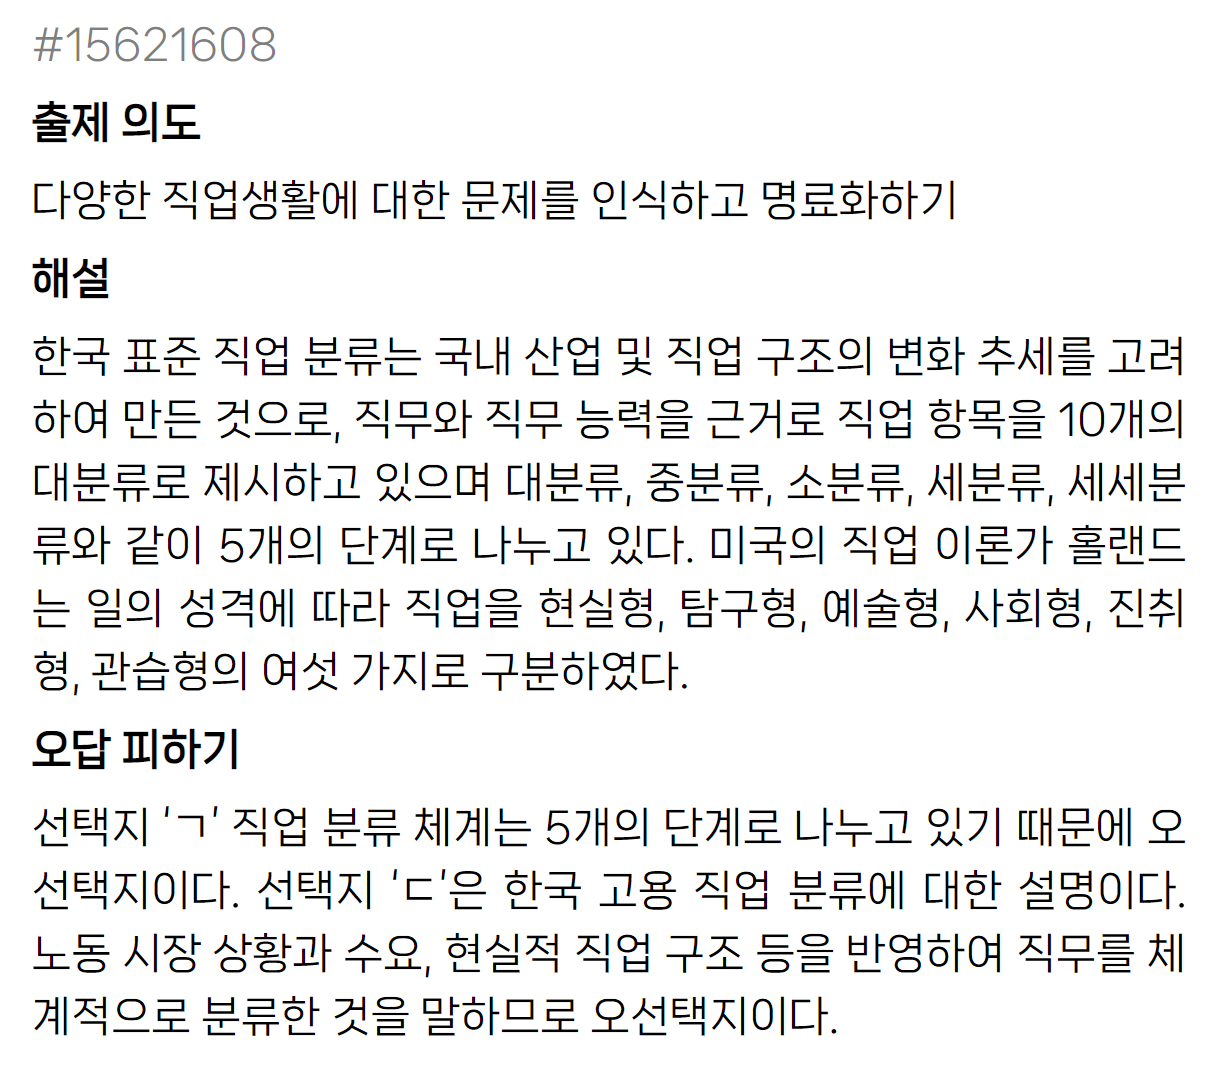 #15621608
출제 의도
다양한 직업생활에 대한 문제를 인식하고 명료화하기
해설
한국 표준 직업 분류는 국내 산업 및 직업 구조의 변화 추세를 고려
하여 만든 것으로, 직무와 직무 능력을 근거로 직업 항목을 10개의
대분류로 제시하고 있으며 대분류, 중분류, 소분류, 세분류, 세세분
류와 같이 5개의 단계로 나누고 있다. 미국의 직업 이론가 홀랜드
는 일의 성격에 따라 직업을 현실형, 탐구형, 예술형, 사회형, 진취
형, 관습형의 여섯 가지로 구분하였다.
오답 피하기
선택지 'ㄱ' 직업 분류 체계는 5개의 단계로 나누고 있기 때문에 오
선택지이다. 선택지 'ㄷ'은 한국 고용 직업 분류에 대한 설명이다.
노동 시장 상황과 수요, 현실적 직업 구조 등을 반영하여 직무를 체
계적으로 분류한 것을 말하므로 오선택지이다.